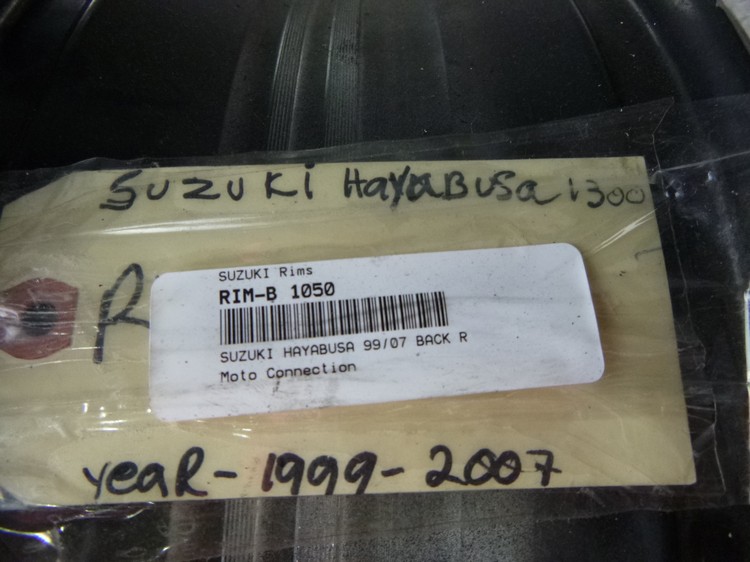 SUZUKi HaYaBUSa 1300
R
SUZUKI Rims
RIM-B 1050
SUZUKI HAYABUSA 99/07 BACK R
Moto Connection
yeaR-1999-2007